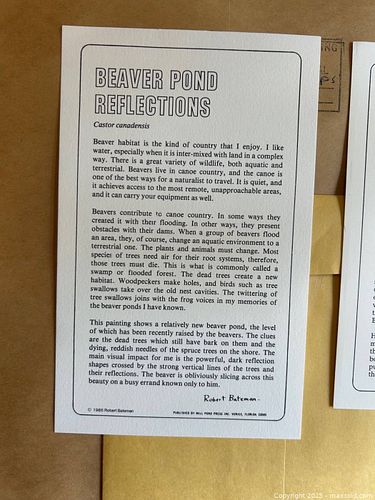 BEAVER POND
REFLECTIONS
Castor canadensis
Beaver habitat is the kind of country that I enjoy. I like
water, especially when it is inter-mixed with land in a complex
way. There is a great variety of wildlife, both aquatic and
terrestrial. Beavers live in canoe country, and the canoe is
one of the best ways for a naturalist to travel. It is quiet, and
it achieves access to the most remote, unapproachable areas,
and it can carry your equipment as well.
Beavers contribute to canoe country. In some ways they
created it with their flooding. In other ways, they present
obstacles with their dams. When a group of beavers flood
an area, they, of course, change an aquatic environment to a
terrestrial one. The plants and animals must change. Most
species of trees need air for their root systems, therefore,
those trees must die. This is what is commonly called a
swamp or flooded forest. The dead trees create a new
habitat. Woodpeckers make holes, and birds such as tree
swallows take over the old nest cavities. The twittering of
tree swallows joins with the frog voices in my memories of
the beaver ponds I have known.
This painting shows a relatively new beaver pond, the level
of which has been recently raised by the beavers. The clues
are the dead trees which still have bark on them and the
dying, reddish needles of the spruce trees on the shore. The
main visual impact for me is the powerful, dark reflection
shapes crossed by the strong vertical lines of the trees and
their reflections. The beaver is obliviously slicing across this
beauty on a busy errand known only to him.
Robert Bateman
© 1986 Robert Bateman
PUBLISHED BY MILL POND PRESS INC. VENICE, FLORIDA
Copyright 2025 - maxsold.com